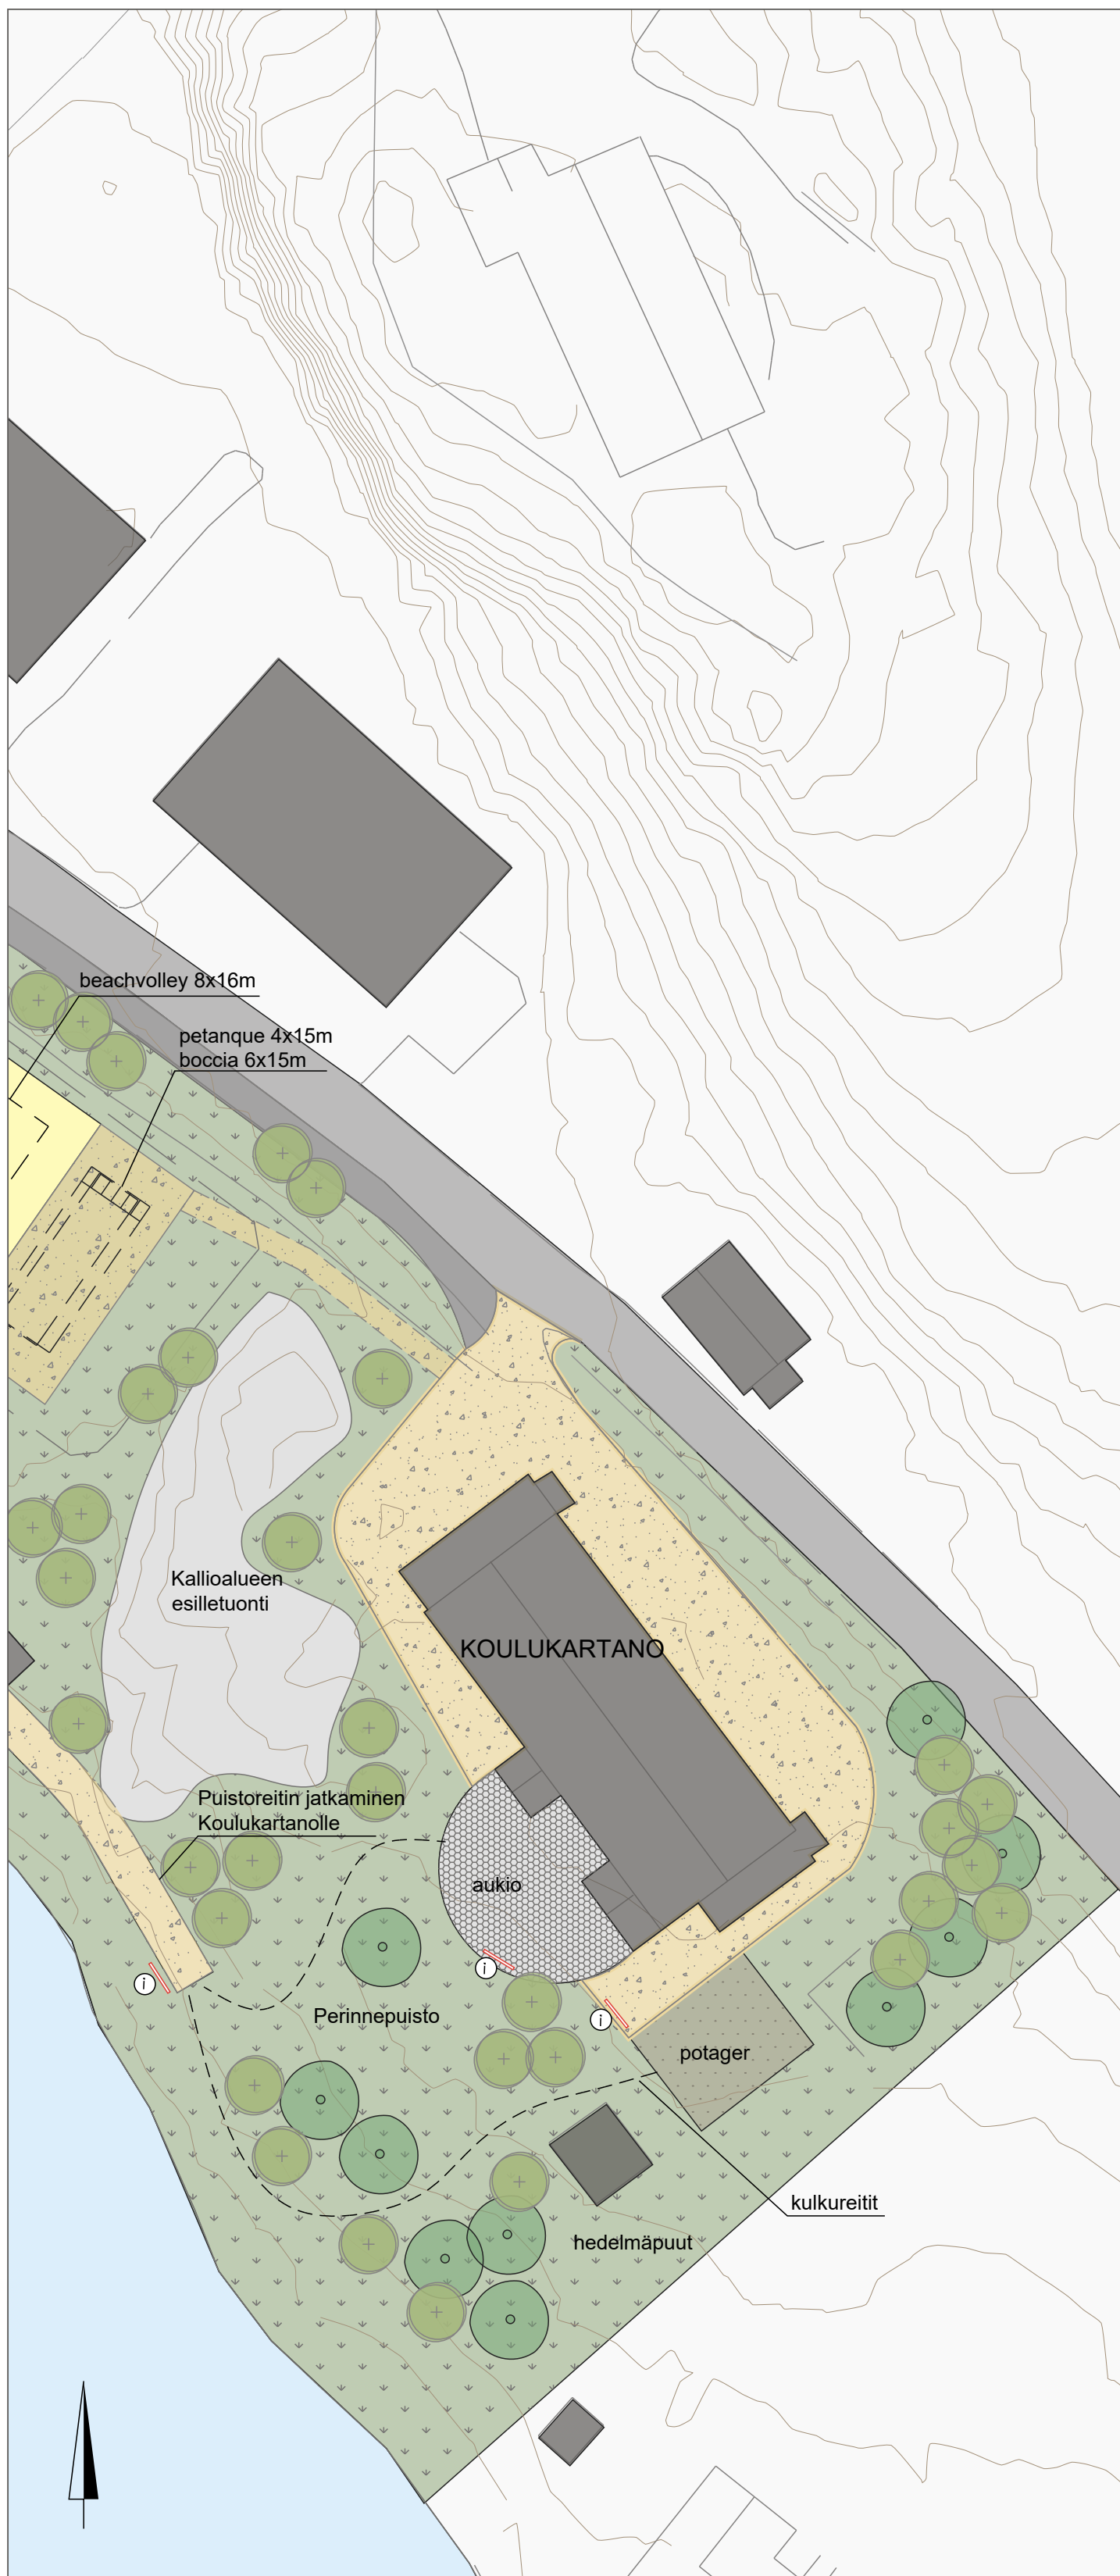 beachvolley 8x16m
petanque 4x15m
boccia 6x15m
Kallioalueen
esilletuonti
KOULUKARTANO
Puistoreitin jatkaminen
Koulukartanolle
aukio
i
i
Perinnepuisto
i
potager
kulkureitit
hedelmäpuut